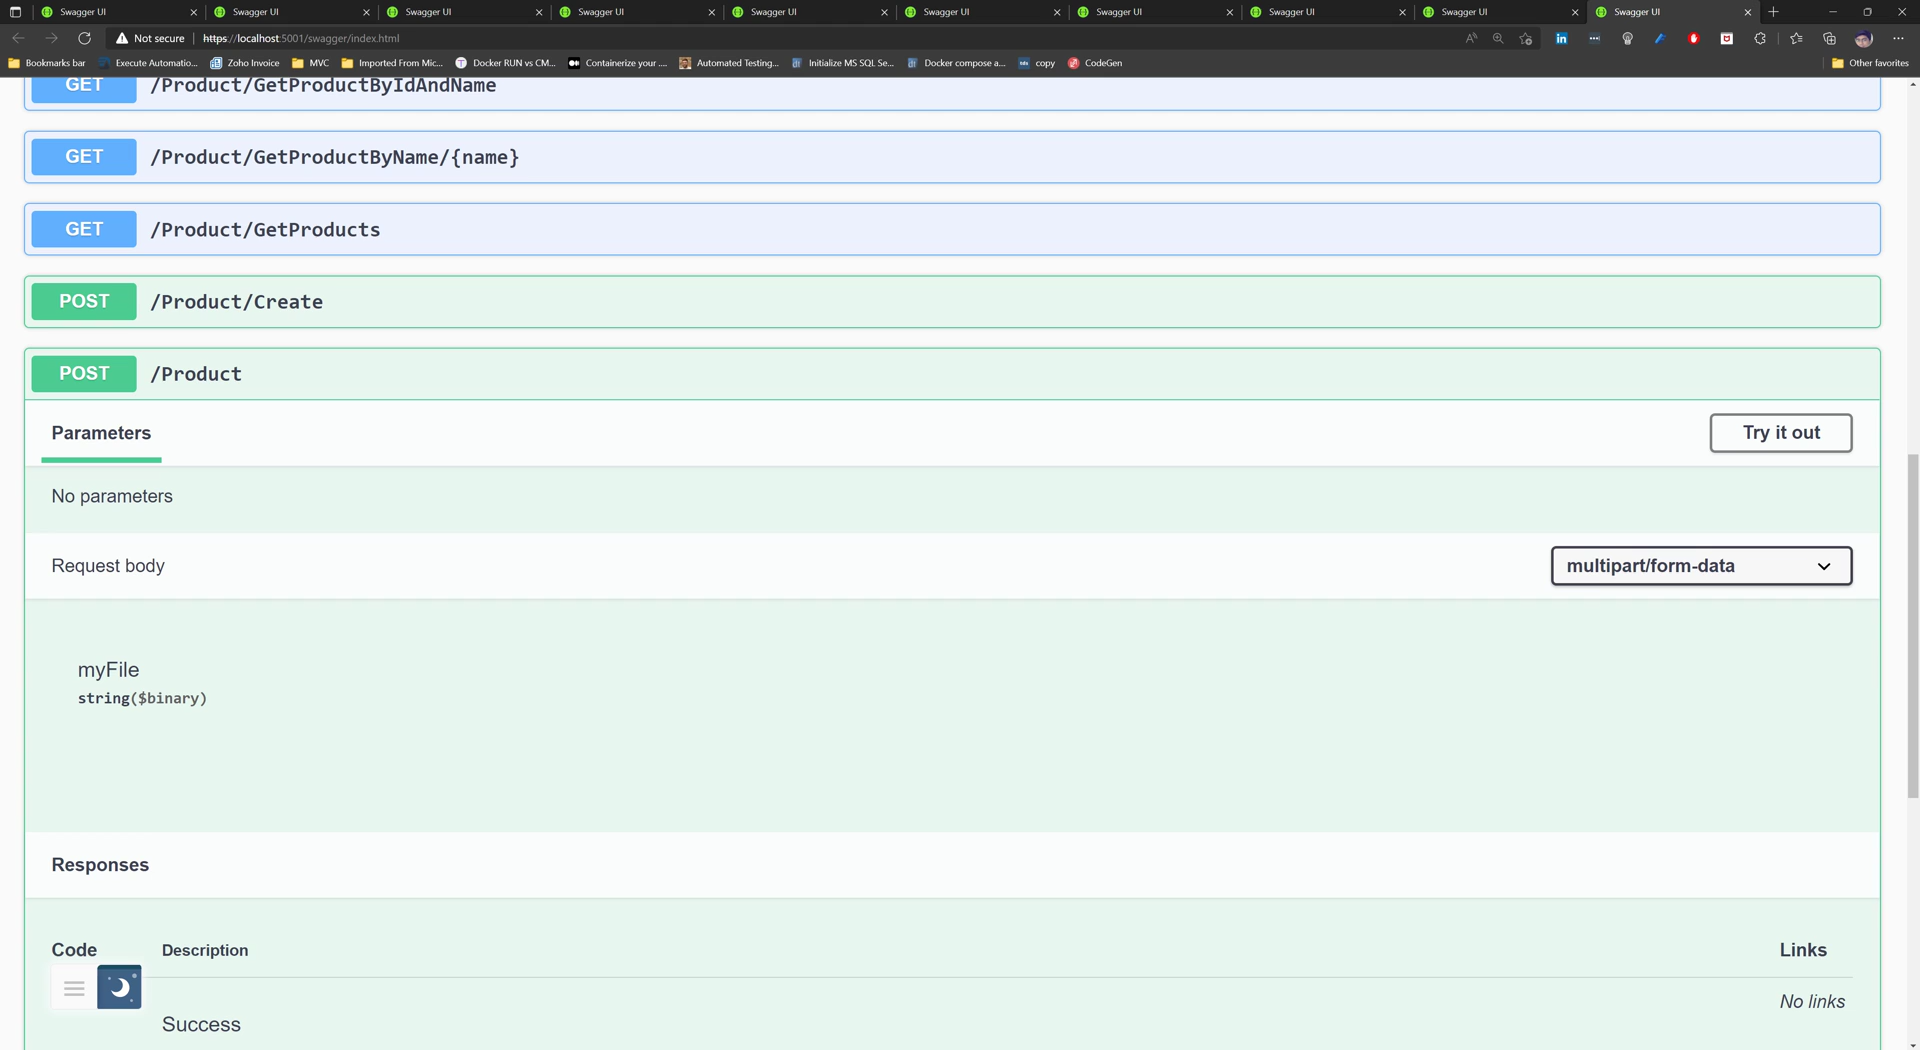 Swagger UI Swagger UI Swagger UI Swagger UI Swagger UI Swagger UI Swagger UI Swagger UI Swagger UI Swagger UI
Not secure https://localhost:5001/swagger/index.html
Bookmarks bar Execute Automatio... Zoho Invoice MVC Imported From Mic... Docker RUN vs CM... Containerize your .... Automated Testing... Initialize MS SQL Se... Docker compose a... copy CodeGen Other favorites
GET /Product/GetProductByIdAndName
GET /Product/GetProductByName/{name}
GET /Product/GetProducts
POST /Product/Create
POST /Product
Parameters Try it out
No parameters
Request body multipart/form-data
myFile
string($binary)
Responses
Code Description Links
No links
Success